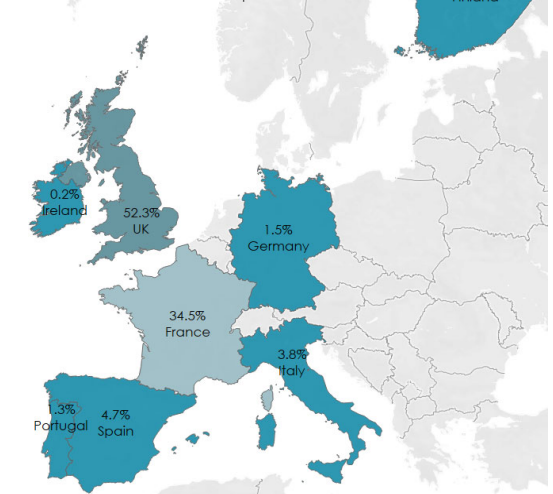 Finland
0.2%
Ireland
52.3%
UK
1.5%
Germany
34.5%
France
3.8%
Italy
1.3%
Portugal
4.7%
Spain